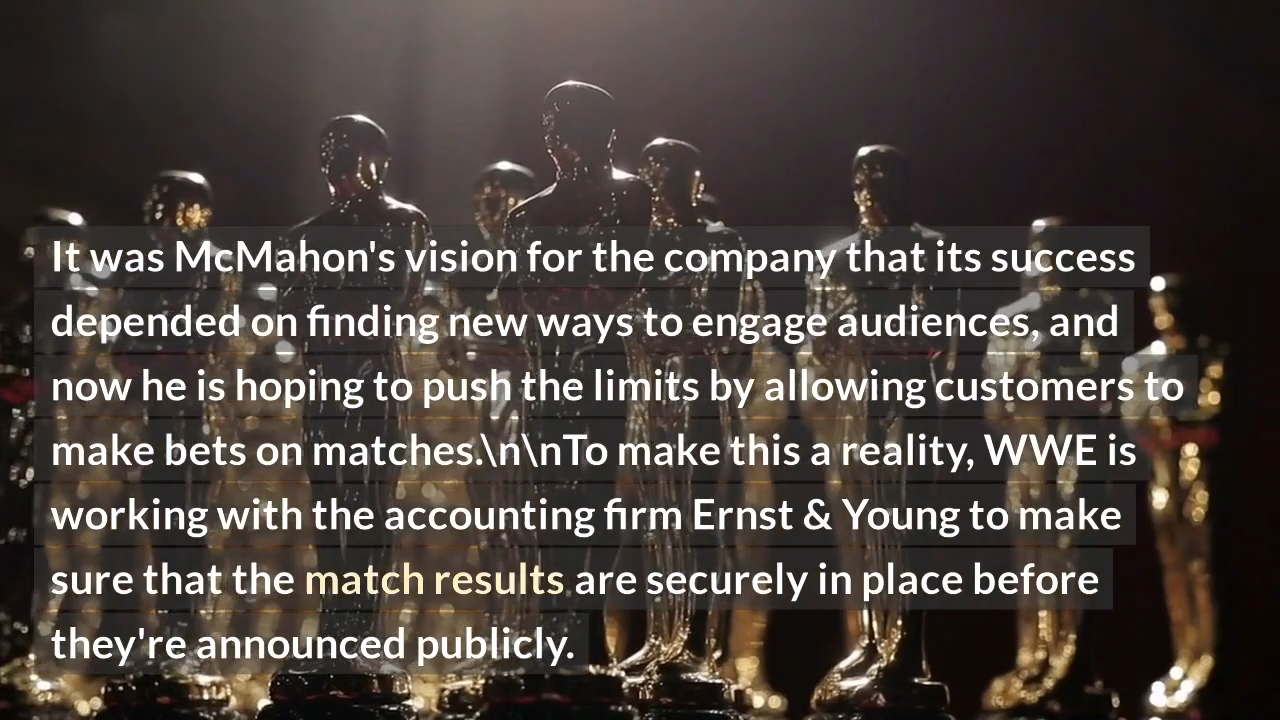 It was McMahon's vision for the company that its success
depended on finding new ways to engage audiences, and
now he is hoping to push the limits by allowing customers to
make bets on matches.\n\nTo make this a reality, WWE is
working with the accounting firm Ernst & Young to make
sure that the match results are securely in place before
they're announced publicly.